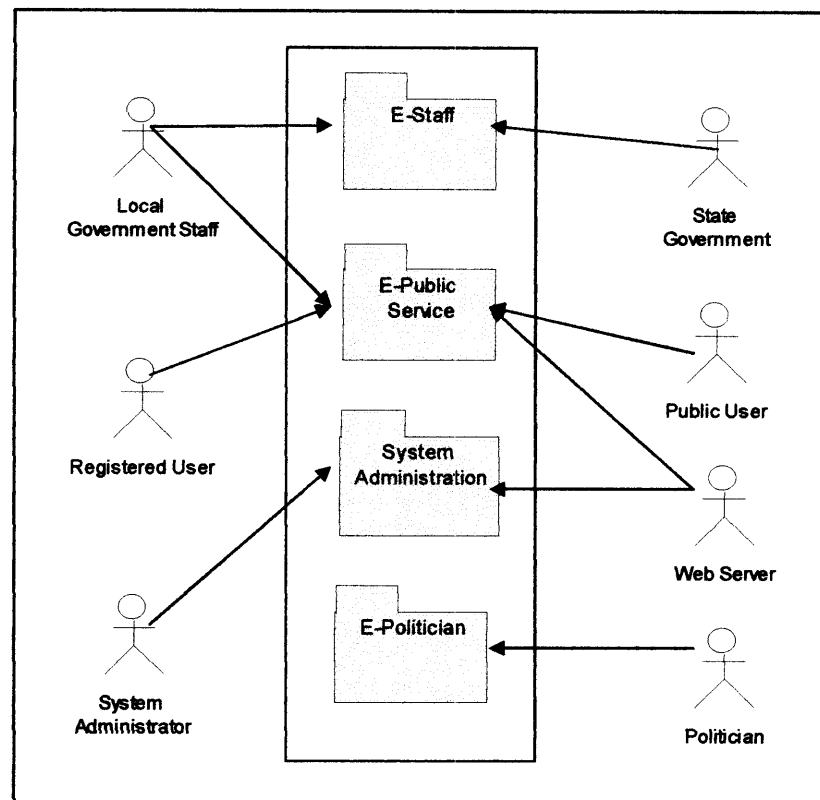 E-Staff
Local
Government Staff
State
Government
E-Public
Service
Registered User
Public User
System
Administration
Web Server
E-Politician
System
Administrator
Politician